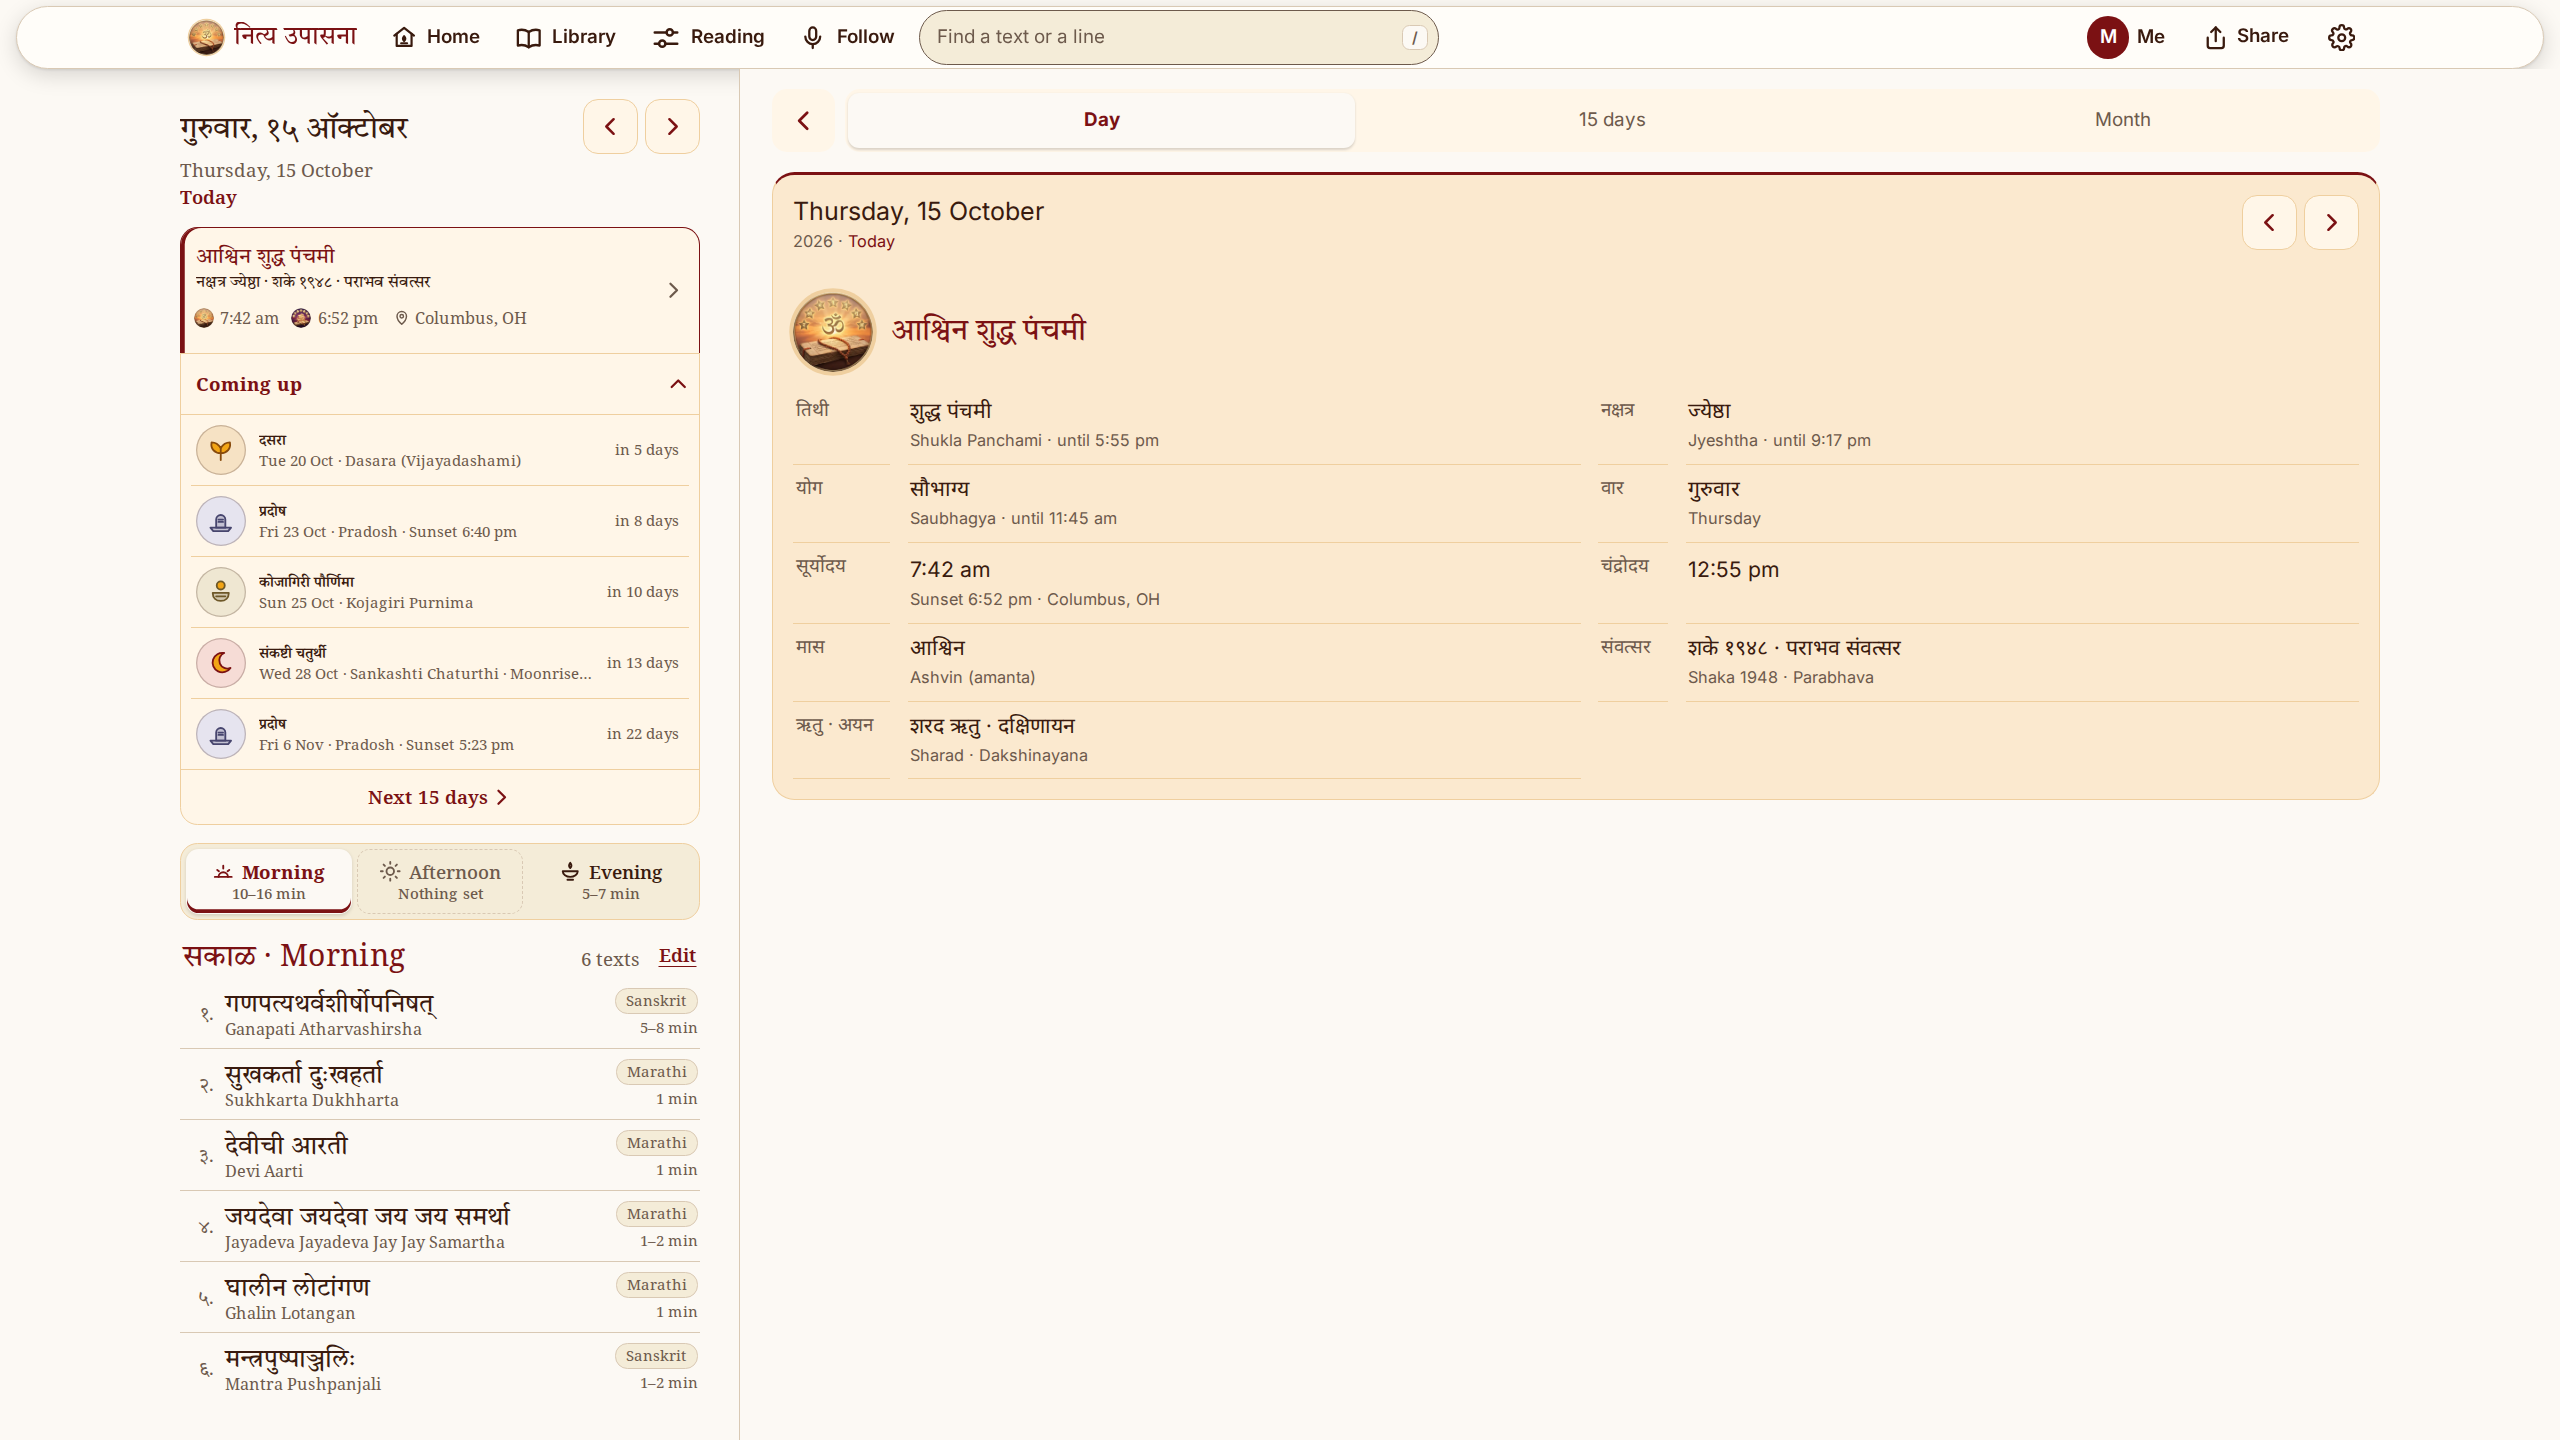 नित्य उपासना
Home
Library
Reading
Follow
Find a text or a line
/
M
Me
Share
गुरुवार, १५ ऑक्टोबर
Thursday, 15 October
Today
आश्विन शुद्ध पंचमी
नक्षत्र ज्येष्ठा · शके १९४८ · पराभव संवत्सर
7:42 am 6:52 pm Columbus, OH
Coming up
दसरा
Tue 20 Oct · Dasara (Vijayadashami)
in 5 days
प्रदोष
Fri 23 Oct · Pradosh · Sunset 6:40 pm
in 8 days
कोजागिरी पौर्णिमा
Sun 25 Oct · Kojagiri Purnima
in 10 days
संकष्टी चतुर्थी
Wed 28 Oct · Sankashti Chaturthi · Moonrise...
in 13 days
प्रदोष
Fri 6 Nov · Pradosh · Sunset 5:23 pm
in 22 days
Next 15 days
Morning
10–16 min
Afternoon
Nothing set
Evening
5–7 min
सकाळ · Morning
6 texts
Edit
१. गणपत्यथर्वशीर्षोपनिषत्
Ganapati Atharvashirsha
Sanskrit
5–8 min
२. सुखकर्ता दुःखहर्ता
Sukhkarta Dukhharta
Marathi
1 min
३. देवीची आरती
Devi Aarti
Marathi
1 min
४. जयदेवा जयदेवा जय जय समर्था
Jayadeva Jayadeva Jay Jay Samartha
Marathi
1–2 min
५. घालीन लोटांगण
Ghalin Lotangan
Marathi
1 min
६. मन्त्रपुष्पाञ्जलिः
Mantra Pushpanjali
Sanskrit
1–2 min
Day
15 days
Month
Thursday, 15 October
2026 · Today
ॐ
आश्विन शुद्ध पंचमी
तिथी
शुद्ध पंचमी
Shukla Panchami · until 5:55 pm
नक्षत्र
ज्येष्ठा
Jyeshtha · until 9:17 pm
योग
सौभाग्य
Saubhagya · until 11:45 am
वार
गुरुवार
Thursday
सूर्योदय
7:42 am
Sunset 6:52 pm · Columbus, OH
चंद्रोदय
12:55 pm
मास
आश्विन
Ashvin (amanta)
संवत्सर
शके १९४८ · पराभव संवत्सर
Shaka 1948 · Parabhava
ऋतु · अयन
शरद ऋतु · दक्षिणायन
Sharad · Dakshinayana